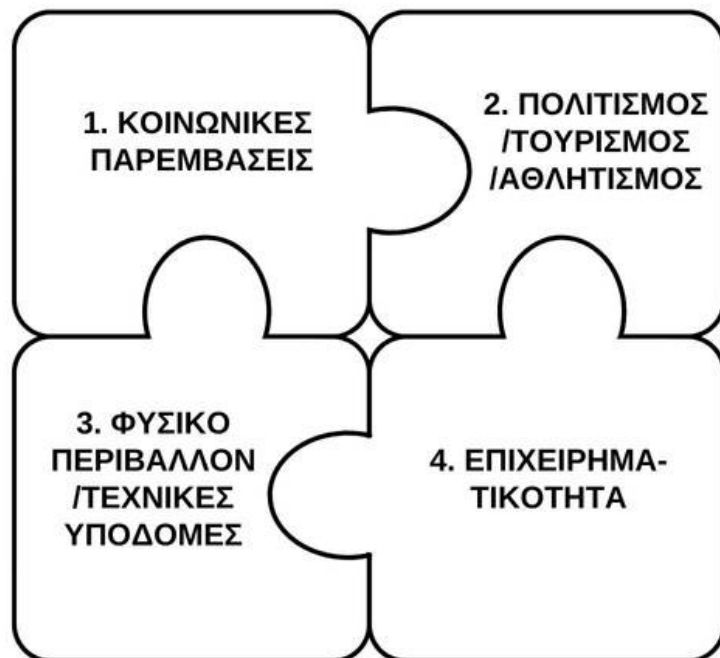 1. ΚΟΙΝΩΝΙΚΕΣ
ΠΑΡΕΜΒΑΣΕΙΣ
2. ΠΟΛΙΤΙΣΜΟΣ
/ΤΟΥΡΙΣΜΟΣ
/ΑΘΛΗΤΙΣΜΟΣ
3. ΦΥΣΙΚΟ
ΠΕΡΙΒΑΛΛΟΝ
/ΤΕΧΝΙΚΕΣ
ΥΠΟΔΟΜΕΣ
4. ΕΠΙΧΕΙΡΗΜΑ-
ΤΙΚΟΤΗΤΑ